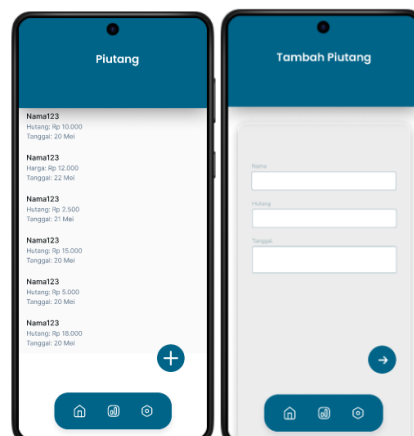 Piutang
Nama123
Hutang: Rp 10.000
Tanggal: 20 Mei
Nama123
Harga: Rp 12.000
Tanggal: 22 Mei
Nama123
Hutang: Rp 2.500
Tanggal: 21 Mei
Nama123
Hutang: Rp 15.000
Tanggal: 20 Mei
Nama123
Hutang: Rp 5.000
Tanggal: 20 Mei
Nama123
Hutang: Rp 18.000
Tanggal: 20 Mei
Tambah Piutang
Nama
Hutang
Tanggal